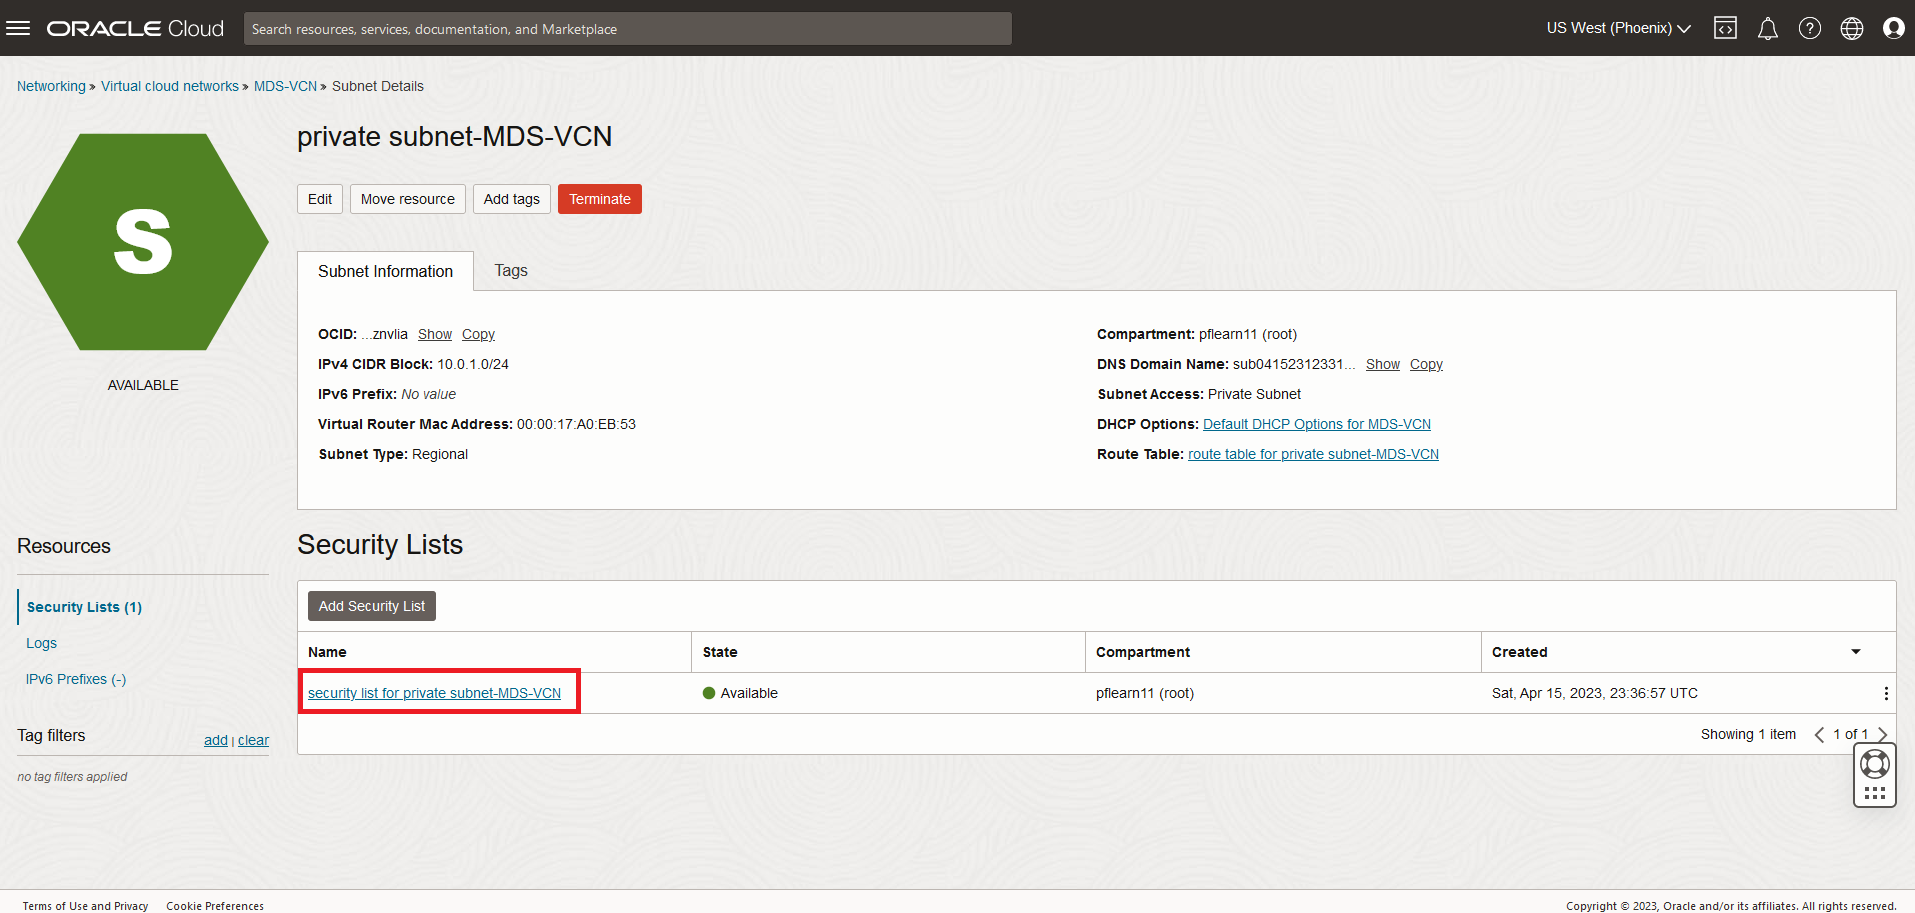 ORACLE Cloud
Search resources, services, documentation, and Marketplace
US West (Phoenix)
Networking » Virtual cloud networks » MDS-VCN » Subnet Details
S
AVAILABLE
private subnet-MDS-VCN
Edit Move resource Add tags Terminate
Subnet Information Tags
OCID: ...znvlia Show Copy
IPv4 CIDR Block: 10.0.1.0/24
IPv6 Prefix: No value
Virtual Router Mac Address: 00:00:17:A0:EB:53
Subnet Type: Regional
Compartment: pflearn11 (root)
DNS Domain Name: sub04152312331... Show Copy
Subnet Access: Private Subnet
DHCP Options: Default DHCP Options for MDS-VCN
Route Table: route table for private subnet-MDS-VCN
Resources
Security Lists (1)
Logs
IPv6 Prefixes (-)
Tag filters add | clear
no tag filters applied
Security Lists
Add Security List
Name State Compartment Created
security list for private subnet-MDS-VCN Available pflearn11 (root) Sat, Apr 15, 2023, 23:36:57 UTC
Showing 1 item 1 of 1
Terms of Use and Privacy Cookie Preferences
Copyright © 2023, Oracle and/or its affiliates. All rights reserved.